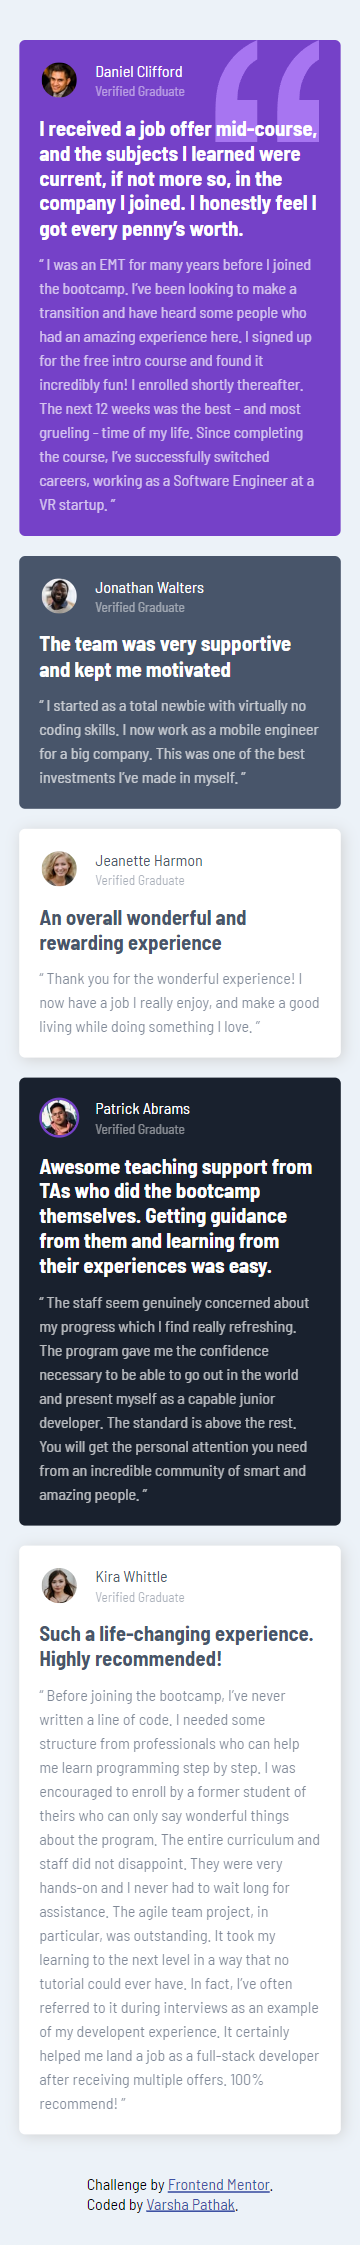 Daniel Clifford
Verified Graduate
I received a job offer mid-course,
and the subjects I learned were
current, if not more so, in the
company I joined. I honestly feel I
got every penny’s worth.
“ I was an EMT for many years before I joined
the bootcamp. I’ve been looking to make a
transition and have heard some people who
had an amazing experience here. I signed up
for the free intro course and found it
incredibly fun! I enrolled shortly thereafter.
The next 12 weeks was the best - and most
grueling - time of my life. Since completing
the course, I’ve successfully switched
careers, working as a Software Engineer at a
VR startup. ”
Jonathan Walters
Verified Graduate
The team was very supportive
and kept me motivated
“ I started as a total newbie with virtually no
coding skills. I now work as a mobile engineer
for a big company. This was one of the best
investments I’ve made in myself. ”
Jeanette Harmon
Verified Graduate
An overall wonderful and
rewarding experience
“ Thank you for the wonderful experience! I
now have a job I really enjoy, and make a good
living while doing something I love. ”
Patrick Abrams
Verified Graduate
Awesome teaching support from
TAs who did the bootcamp
themselves. Getting guidance
from them and learning from
their experiences was easy.
“ The staff seem genuinely concerned about
my progress which I find really refreshing.
The program gave me the confidence
necessary to be able to go out in the world
and present myself as a capable junior
developer. The standard is above the rest.
You will get the personal attention you need
from an incredible community of smart and
amazing people. ”
Kira Whittle
Verified Graduate
Such a life-changing experience.
Highly recommended!
“ Before joining the bootcamp, I’ve never
written a line of code. I needed some
structure from professionals who can help
me learn programming step by step. I was
encouraged to enroll by a former student of
theirs who can only say wonderful things
about the program. The entire curriculum and
staff did not disappoint. They were very
hands-on and I never had to wait long for
assistance. The agile team project, in
particular, was outstanding. It took my
learning to the next level in a way that no
tutorial could ever have. In fact, I’ve often
referred to it during interviews as an example
of my developent experience. It certainly
helped me land a job as a full-stack developer
after receiving multiple offers. 100%
recommend! ”
Challenge by Frontend Mentor.
Coded by Varsha Pathak.